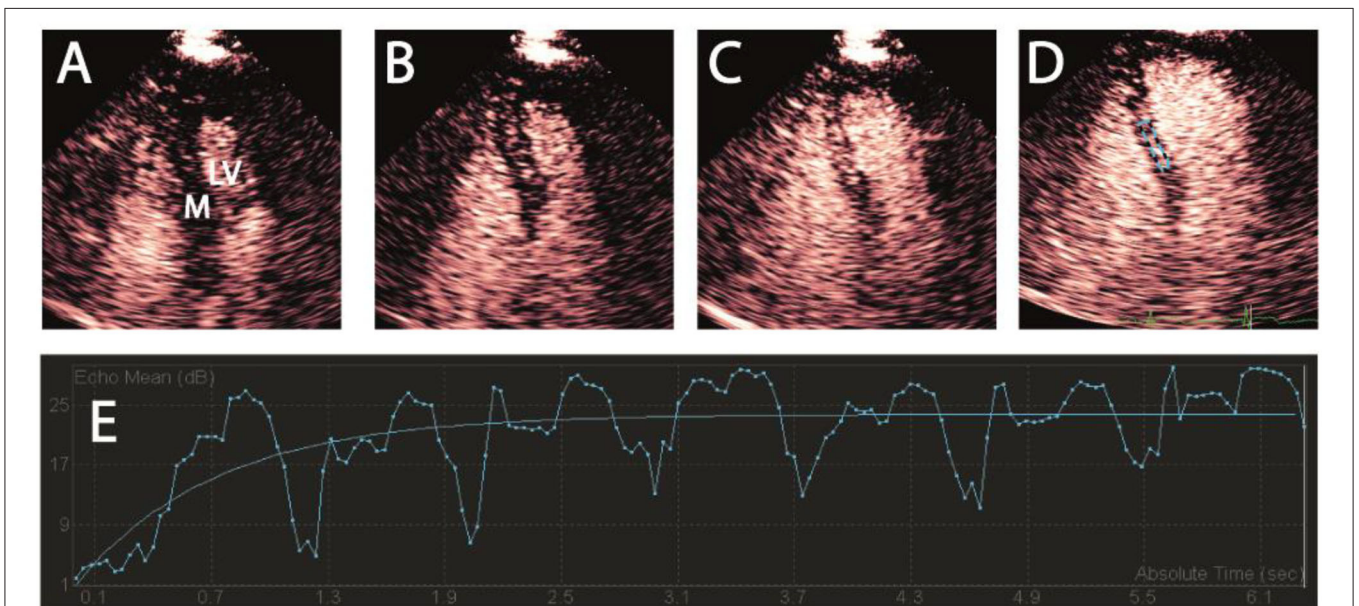 A
B
C
D
LV
M
Echo Mean (dB)
E
25
17
9
1
Absolute Time (sec)
0.1 0.7 1.3 1.9 2.5 3.1 3.7 4.3 4.9 5.5 6.1